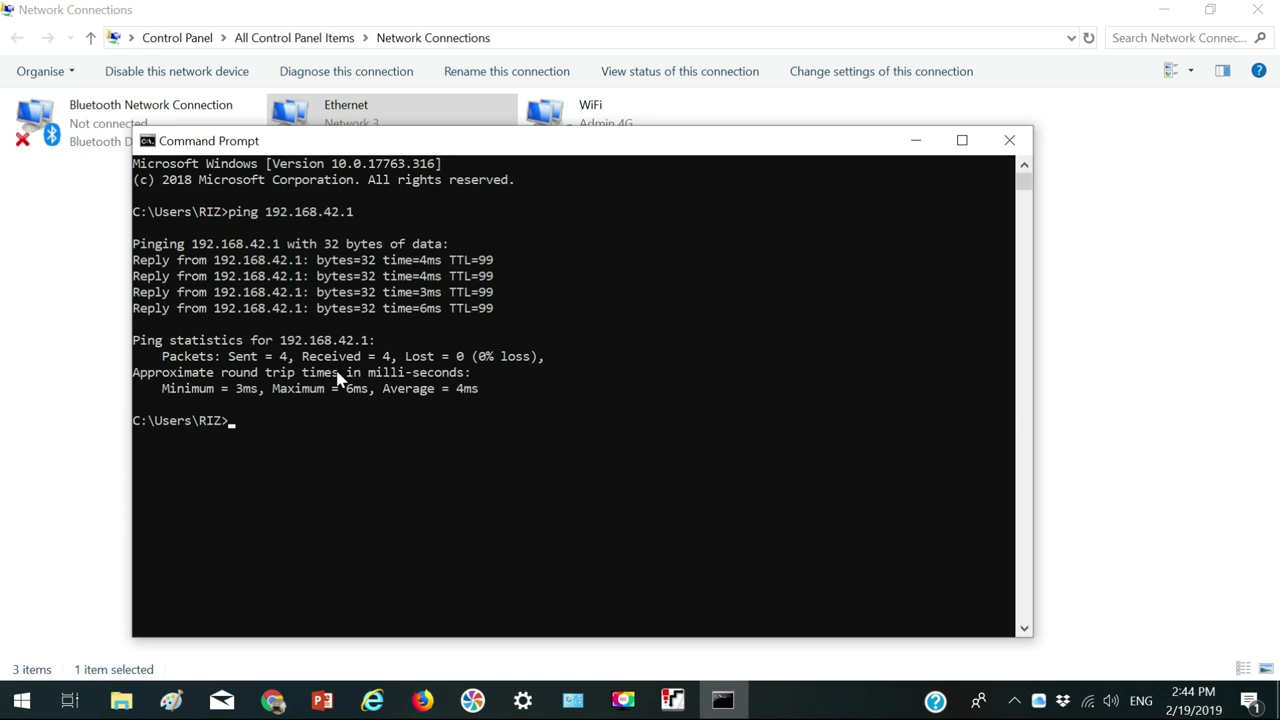 Network Connections
Control Panel > All Control Panel Items > Network Connections
Search Network Connec...
Organise
Disable this network device
Diagnose this connection
Rename this connection
View status of this connection
Change settings of this connection
Bluetooth Network Connection
Not connected
Bluetooth D
Ethernet
Network 3
WiFi
Admin 4G
Command Prompt
Microsoft Windows [Version 10.0.17763.316]
(c) 2018 Microsoft Corporation. All rights reserved.
C:\Users\RIZ>ping 192.168.42.1
Pinging 192.168.42.1 with 32 bytes of data:
Reply from 192.168.42.1: bytes=32 time=4ms TTL=99
Reply from 192.168.42.1: bytes=32 time=4ms TTL=99
Reply from 192.168.42.1: bytes=32 time=3ms TTL=99
Reply from 192.168.42.1: bytes=32 time=6ms TTL=99
Ping statistics for 192.168.42.1:
Packets: Sent = 4, Received = 4, Lost = 0 (0% loss),
Approximate round trip times in milli-seconds:
Minimum = 3ms, Maximum = 6ms, Average = 4ms
C:\Users\RIZ>
3 items
1 item selected
ENG
2:44 PM
2/19/2019
1